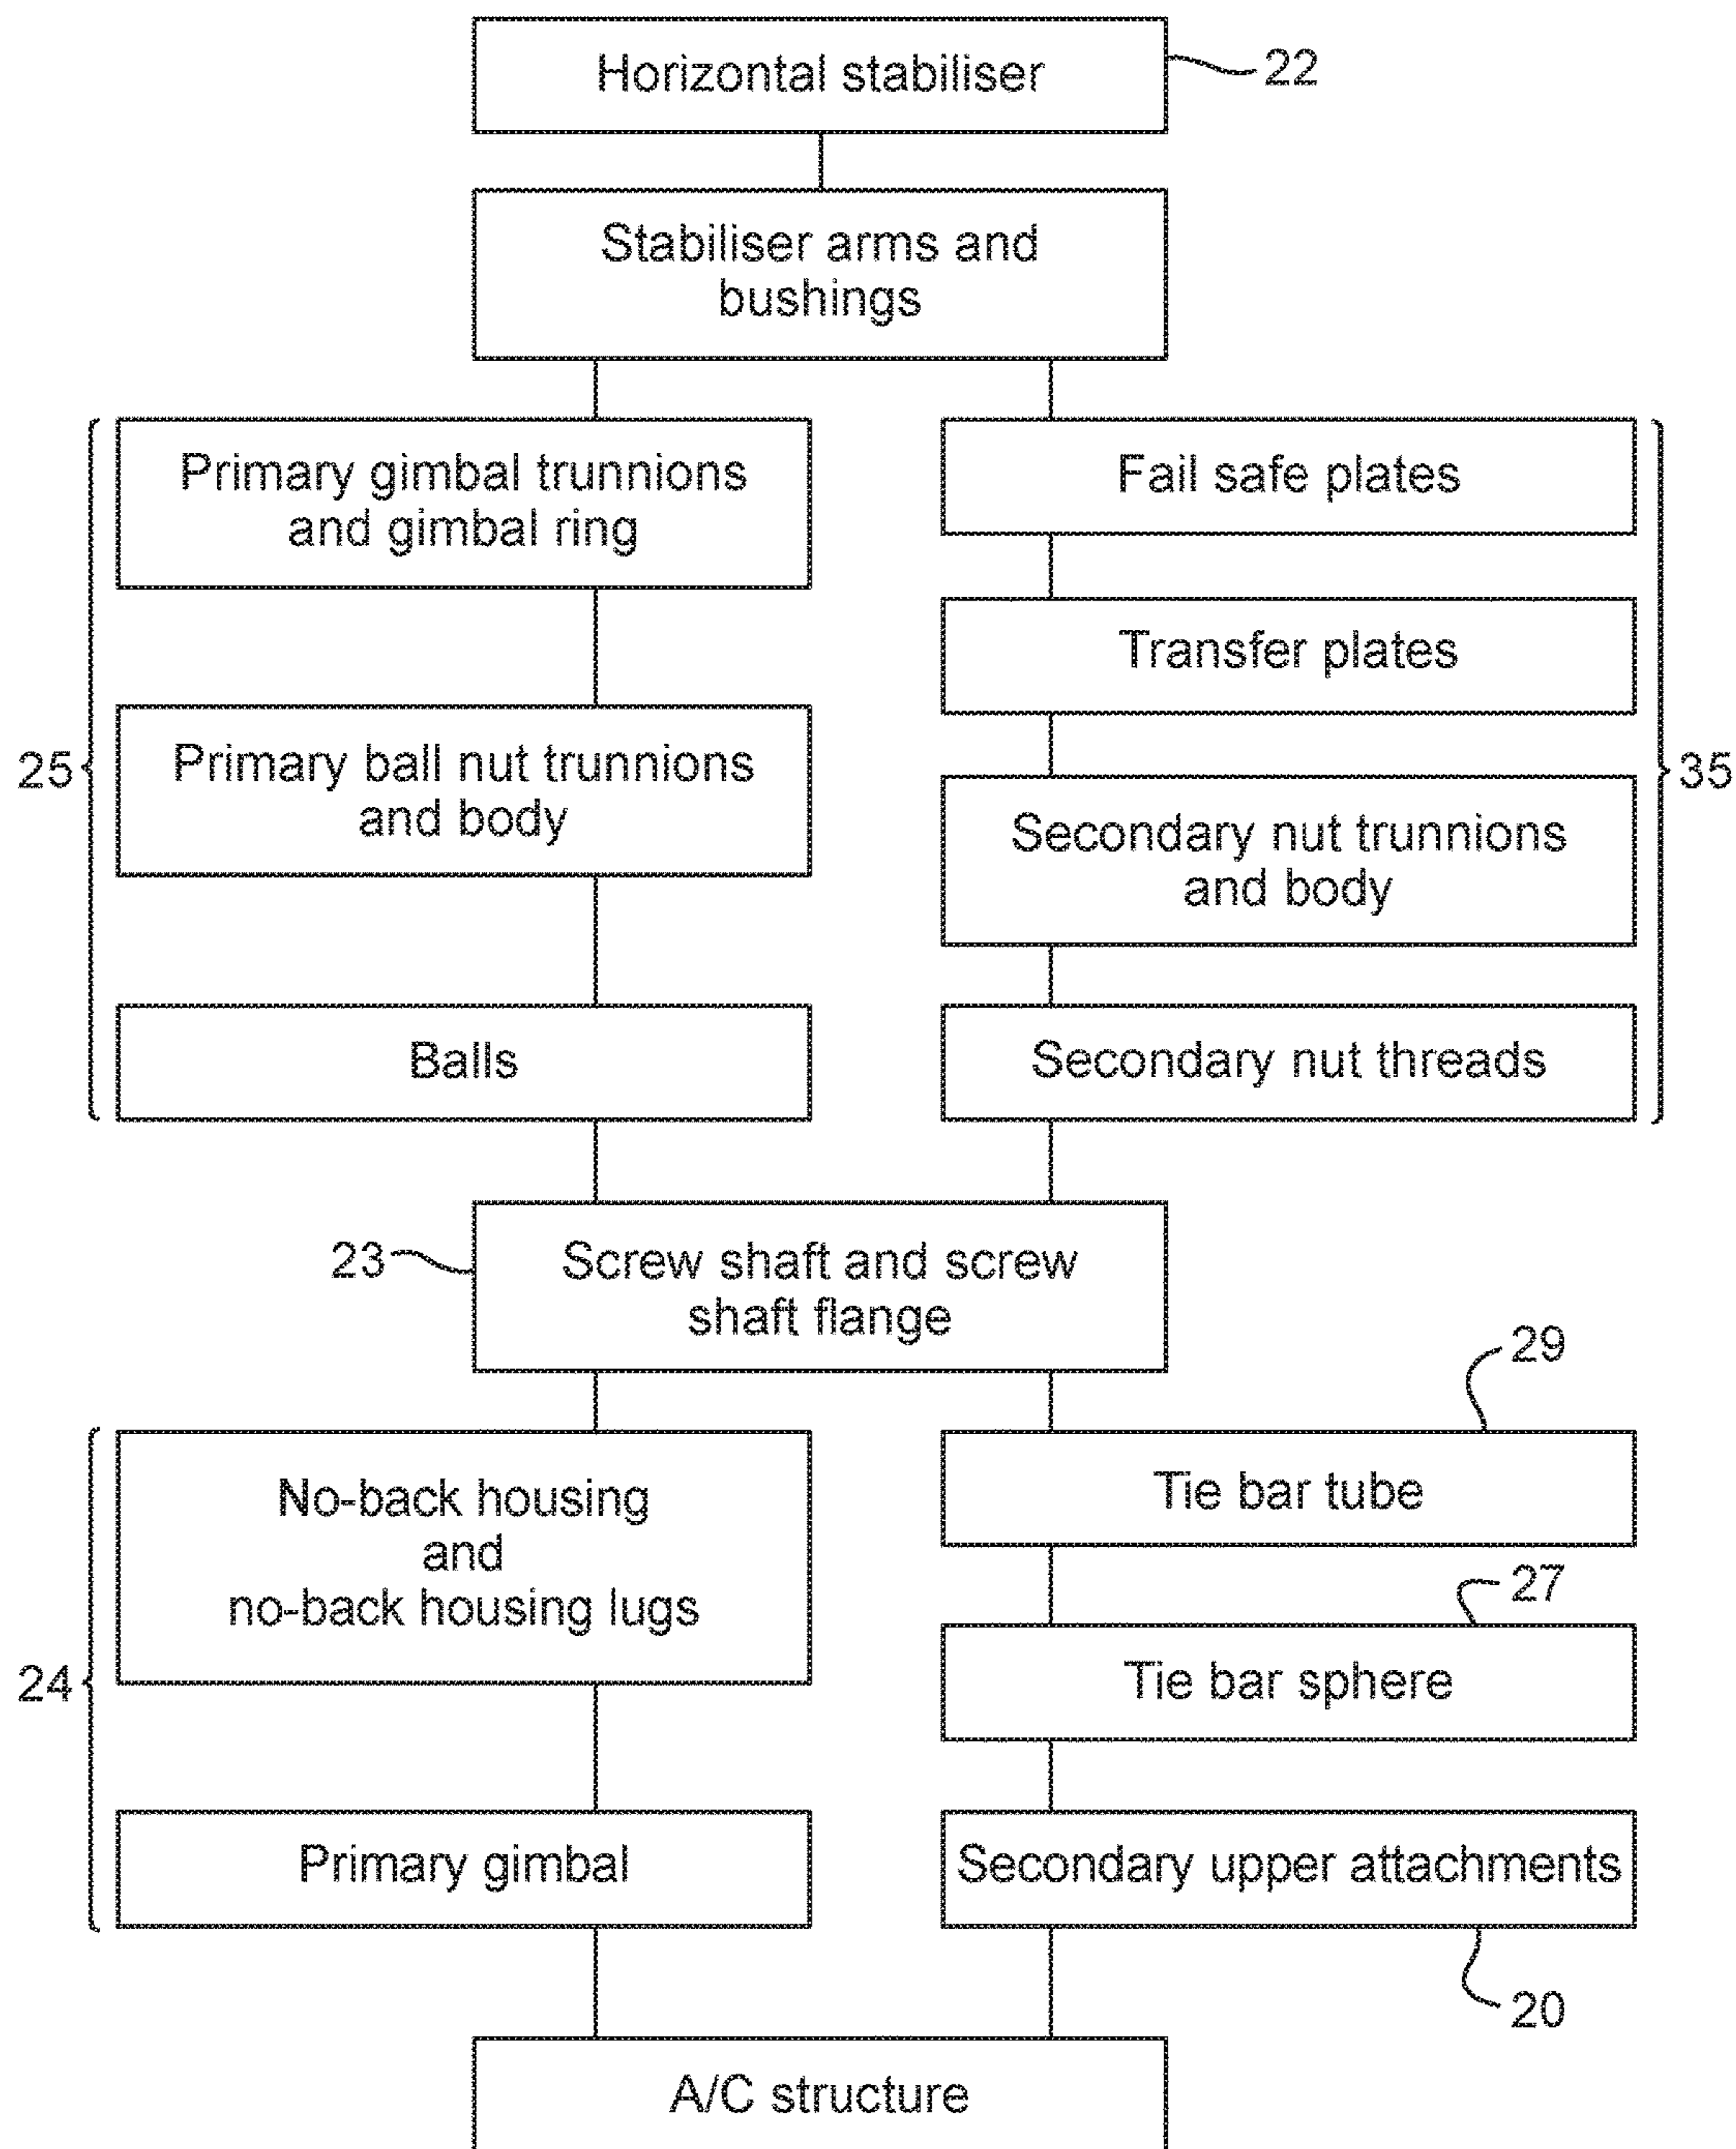 Horizontal stabiliser
22
Stabiliser arms and
bushings
25
Primary gimbal trunnions
and gimbal ring
Primary ball nut trunnions
and body
Balls
Fail safe plates
Transfer plates
Secondary nut trunnions
and body
Secondary nut threads
35
23
Screw shaft and screw
shaft flange
24
No-back housing
and
no-back housing lugs
Primary gimbal
29
Tie bar tube
27
Tie bar sphere
Secondary upper attachments
20
A/C structure